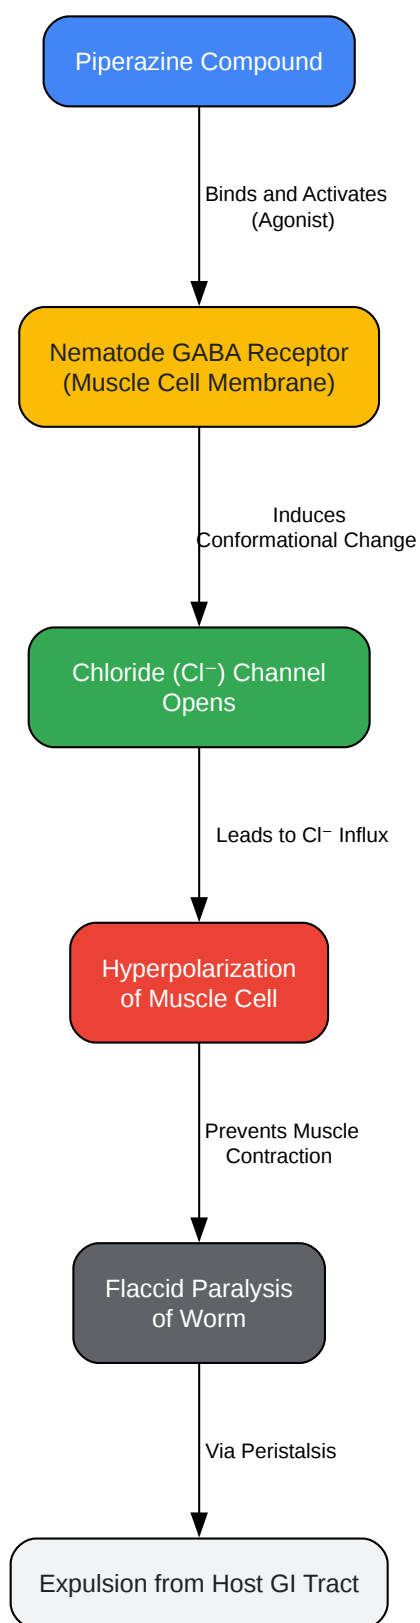 Piperazine Compound
Binds and Activates
(Agonist)
Nematode GABA Receptor
(Muscle Cell Membrane)
Induces
Conformational Change
Chloride (Cl⁻) Channel
Opens
Leads to Cl⁻ Influx
Hyperpolarization
of Muscle Cell
Prevents Muscle
Contraction
Flaccid Paralysis
of Worm
Via Peristalsis
Expulsion from Host GI Tract